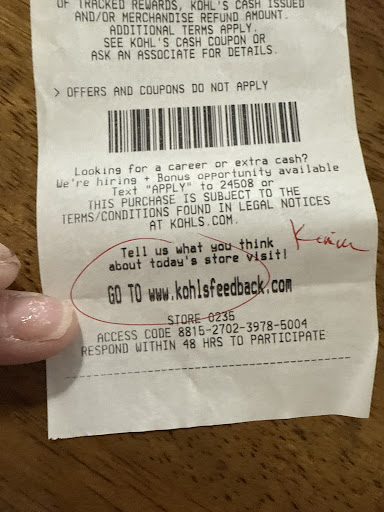 OF TRACKED REWARDS, KOHL'S CASH ISSUED
AND/OR MERCHANDISE REFUND AMOUNT.
ADDITIONAL TERMS APPLY.
SEE KOHL'S CASH COUPON OR
ASK AN ASSOCIATE FOR DETAILS.
> OFFERS AND COUPONS DO NOT APPLY
Looking for a career or extra cash?
We're hiring + Bonus opportunity available
Text "APPLY" to 24508 or
THIS PURCHASE IS SUBJECT TO THE
TERMS/CONDITIONS FOUND IN LEGAL NOTICES
AT KOHLS.COM.
Tell us what you think
about today's store visit!
GO TO www.kohlsfeedback.com
STORE 0235
ACCESS CODE 8815-2702-3978-5004
RESPOND WITHIN 48 HRS TO PARTICIPATE